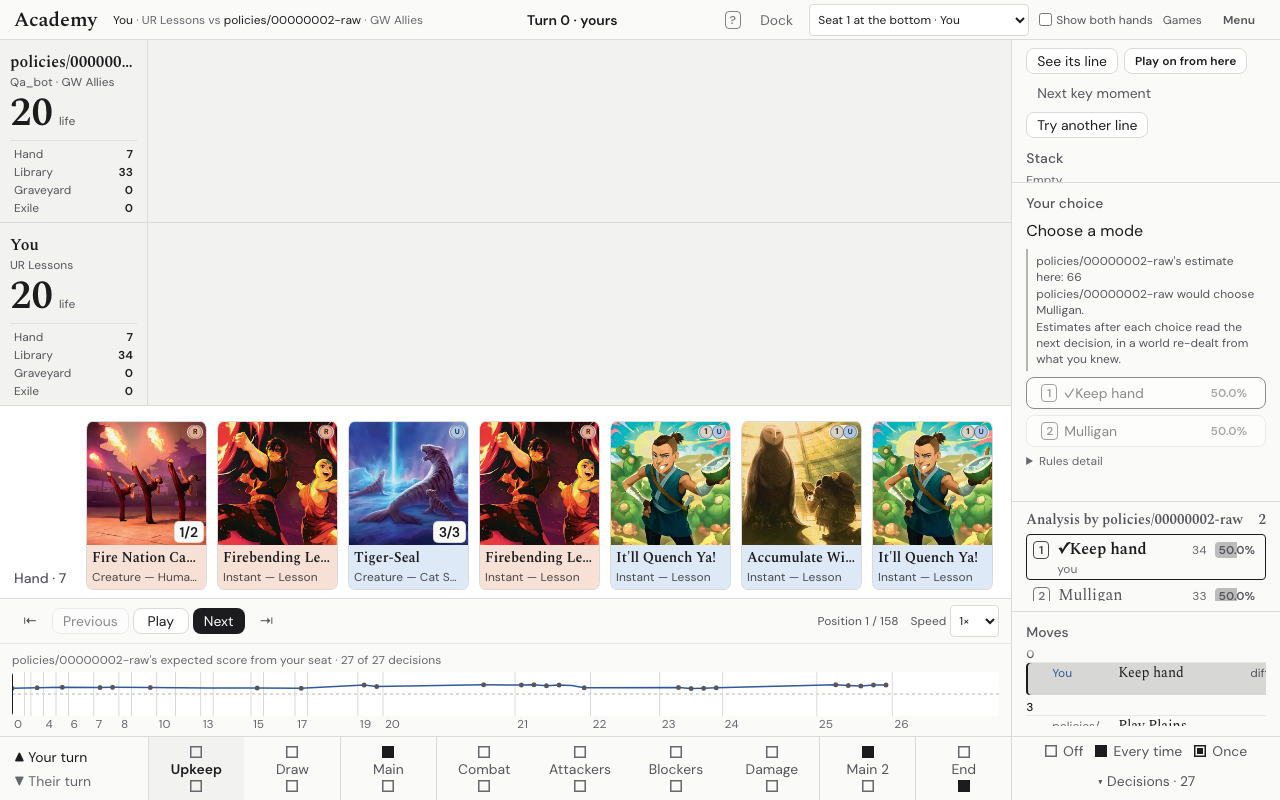 Academy
You · UR Lessons vs policies/00000002-raw · GW Allies
Turn 0 · yours
?
Dock
Seat 1 at the bottom · You
Show both hands
Games
Menu
policies/000000...
Qa_bot · GW Allies
20 life
Hand 7
Library 33
Graveyard 0
Exile 0
You
UR Lessons
20 life
Hand 7
Library 34
Graveyard 0
Exile 0
See its line
Play on from here
Next key moment
Try another line
Stack
Empty
Your choice
Choose a mode
policies/00000002-raw's estimate
here: 66
policies/00000002-raw would choose
Mulligan.
Estimates after each choice read the
next decision, in a world re-dealt from
what you knew.
1 ✓Keep hand 50.0%
2 Mulligan 50.0%
▶ Rules detail
Analysis by policies/00000002-raw 2
1 ✓Keep hand 34 50.0%
you
2 Mulligan 33 50.0%
Moves
0
You Keep hand diff
3
policies/ Play Plains
Hand · 7
R
1/2
Fire Nation Ca...
Creature — Huma...
R
Firebending Le...
Instant — Lesson
U
3/3
Tiger-Seal
Creature — Cat S...
R
Firebending Le...
Instant — Lesson
1 U
It'll Quench Ya!
Instant — Lesson
1 U
Accumulate Wi...
Instant — Lesson
1 U
It'll Quench Ya!
Instant — Lesson
Previous
Play
Next
Position 1 / 158
Speed
1×
policies/00000002-raw's expected score from your seat · 27 of 27 decisions
0 4 6 7 8 10 13 15 17 19 20 21 22 23 24 25 26
▲ Your turn
▼ Their turn
Upkeep
Draw
Main
Combat
Attackers
Blockers
Damage
Main 2
End
Off
Every time
Once
Decisions · 27